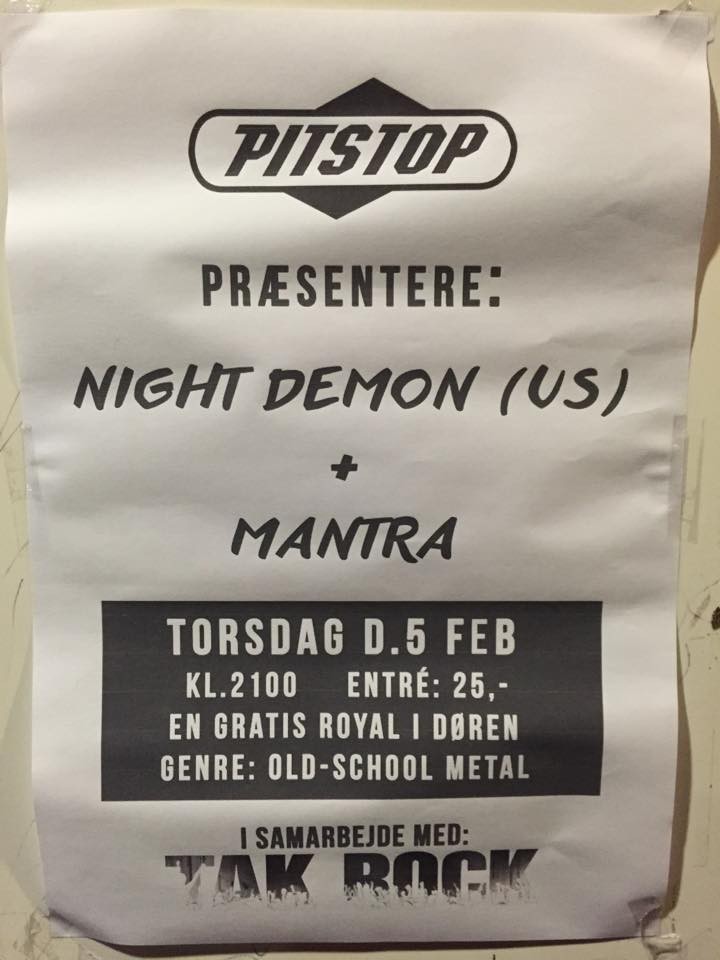 PITSTOP
PRÆSENTERE:
NIGHT DEMON (US)
+
MANTRA
TORSDAG D.5 FEB
KL.2100 ENTRÉ: 25,-
EN GRATIS ROYAL I DØREN
GENRE: OLD-SCHOOL METAL
I SAMARBEJDE MED:
TAK ROCK